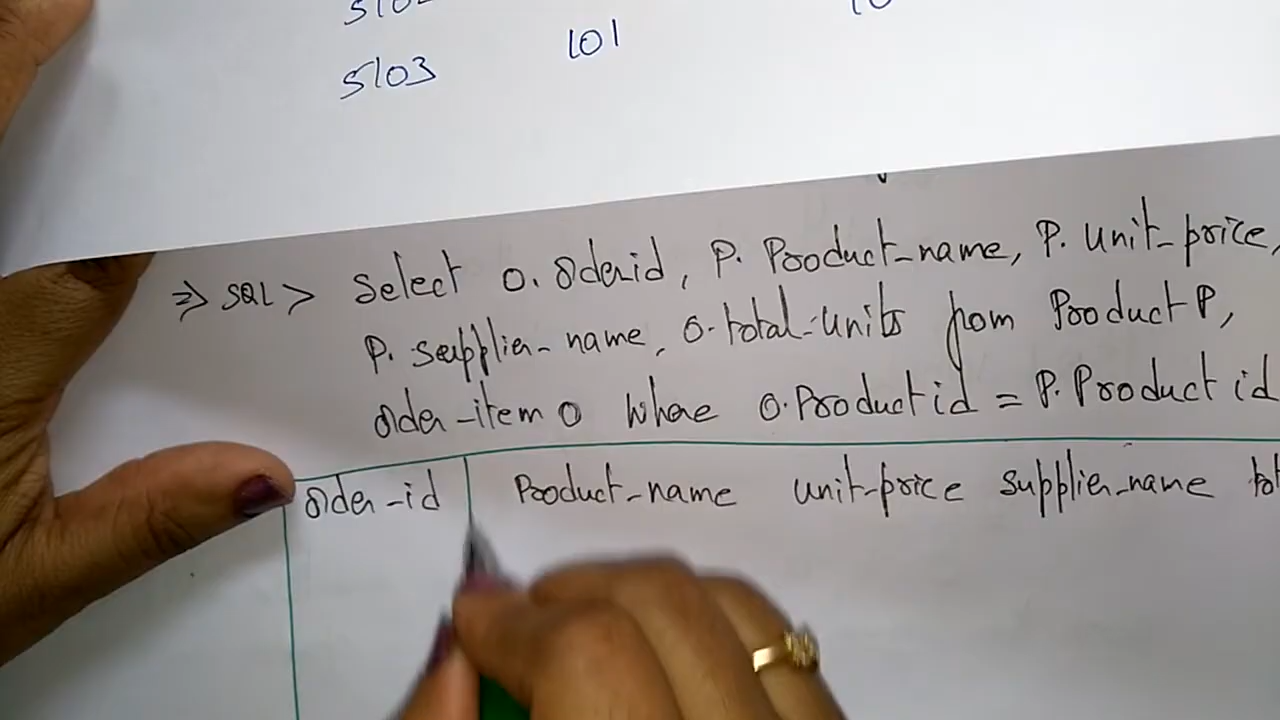 5103 101
⇒ SQL > Select O. Orderid, P. Product_name, P. unit_price,
P. supplier_name, O.total_units from Product P,
Order_item O where O.Productid = P.Productid
Order_id Product_name unit_price supplier_name